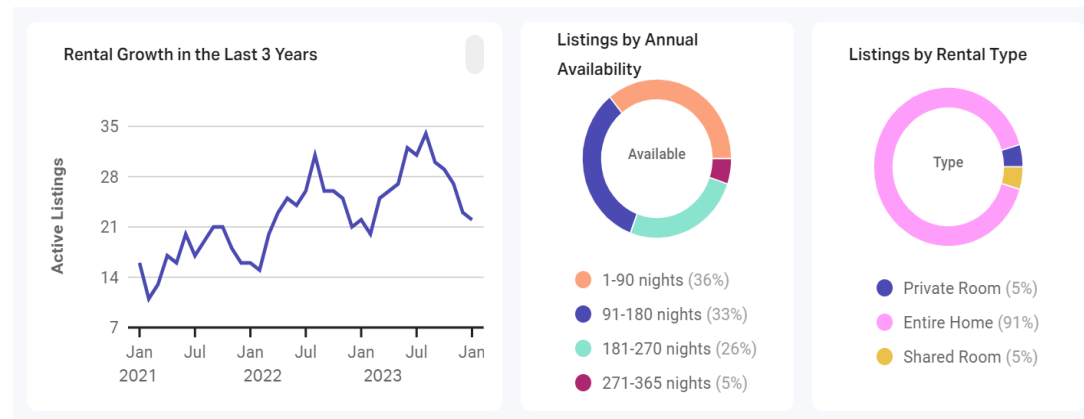 Rental Growth in the Last 3 Years
Active Listings
35
28
21
14
7
Jan Jul Jan Jul Jan Jul Jan
2021 2022 2023
Listings by Annual
Availability
Available
1-90 nights (36%)
91-180 nights (33%)
181-270 nights (26%)
271-365 nights (5%)
Listings by Rental Type
Type
Private Room (5%)
Entire Home (91%)
Shared Room (5%)